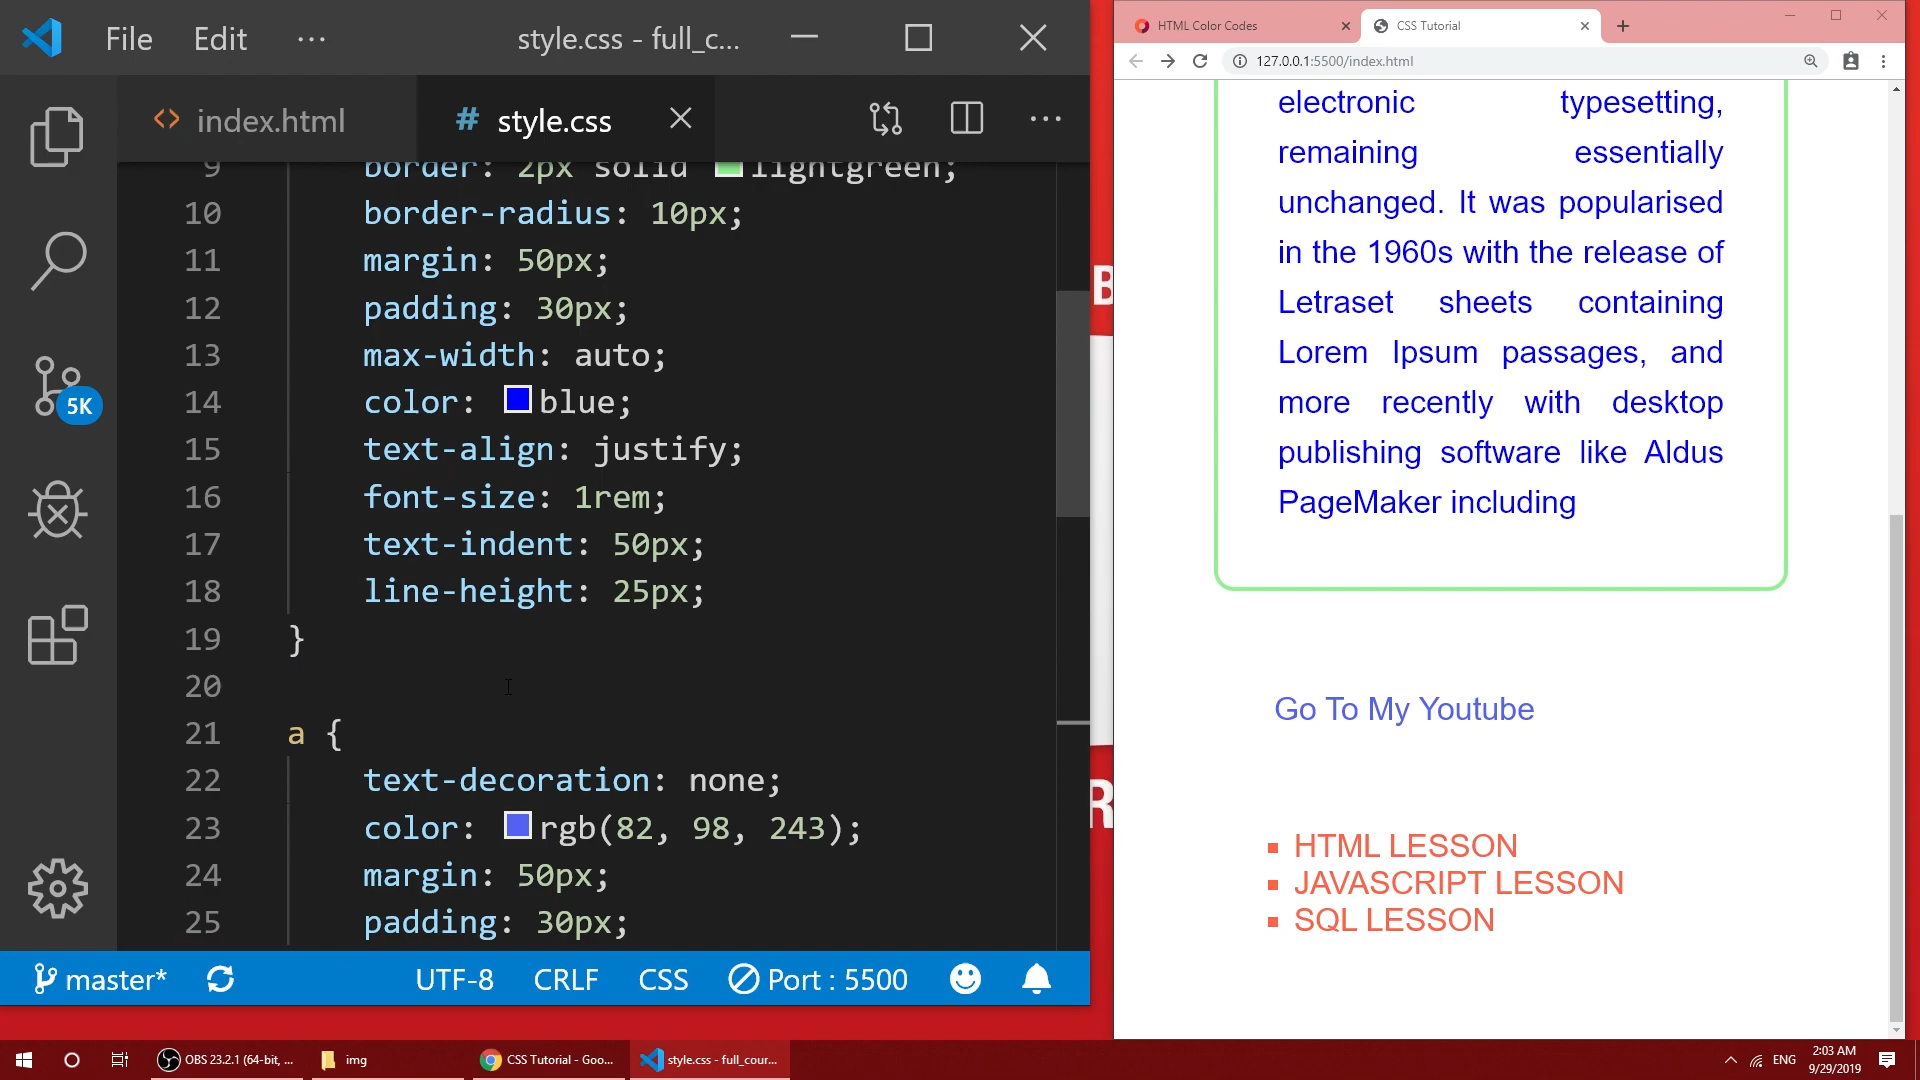 File Edit ... style.css - full_c...
index.html # style.css
9 border: 2px solid lightgreen;
10 border-radius: 10px;
11 margin: 50px;
12 padding: 30px;
13 max-width: auto;
14 color: blue;
15 text-align: justify;
16 font-size: 1rem;
17 text-indent: 50px;
18 line-height: 25px;
19 }
20
21 a {
22 text-decoration: none;
23 color: rgb(82, 98, 243);
24 margin: 50px;
25 padding: 30px;
5K
master* UTF-8 CRLF CSS Port : 5500
B
R
HTML Color Codes CSS Tutorial
127.0.0.1:5500/index.html
electronic typesetting,
remaining essentially
unchanged. It was popularised
in the 1960s with the release of
Letraset sheets containing
Lorem Ipsum passages, and
more recently with desktop
publishing software like Aldus
PageMaker including
Go To My Youtube
HTML LESSON
JAVASCRIPT LESSON
SQL LESSON
OBS 23.2.1 (64-bit, ... img CSS Tutorial - Goo... style.css - full_cour... ENG 2:03 AM
9/29/2019